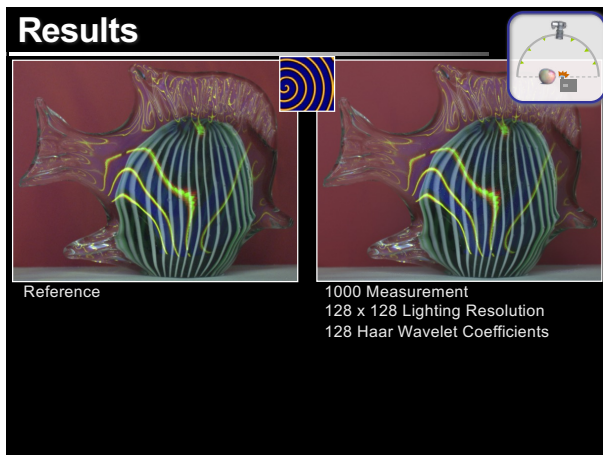 Results
Reference
1000 Measurement
128 x 128 Lighting Resolution
128 Haar Wavelet Coefficients